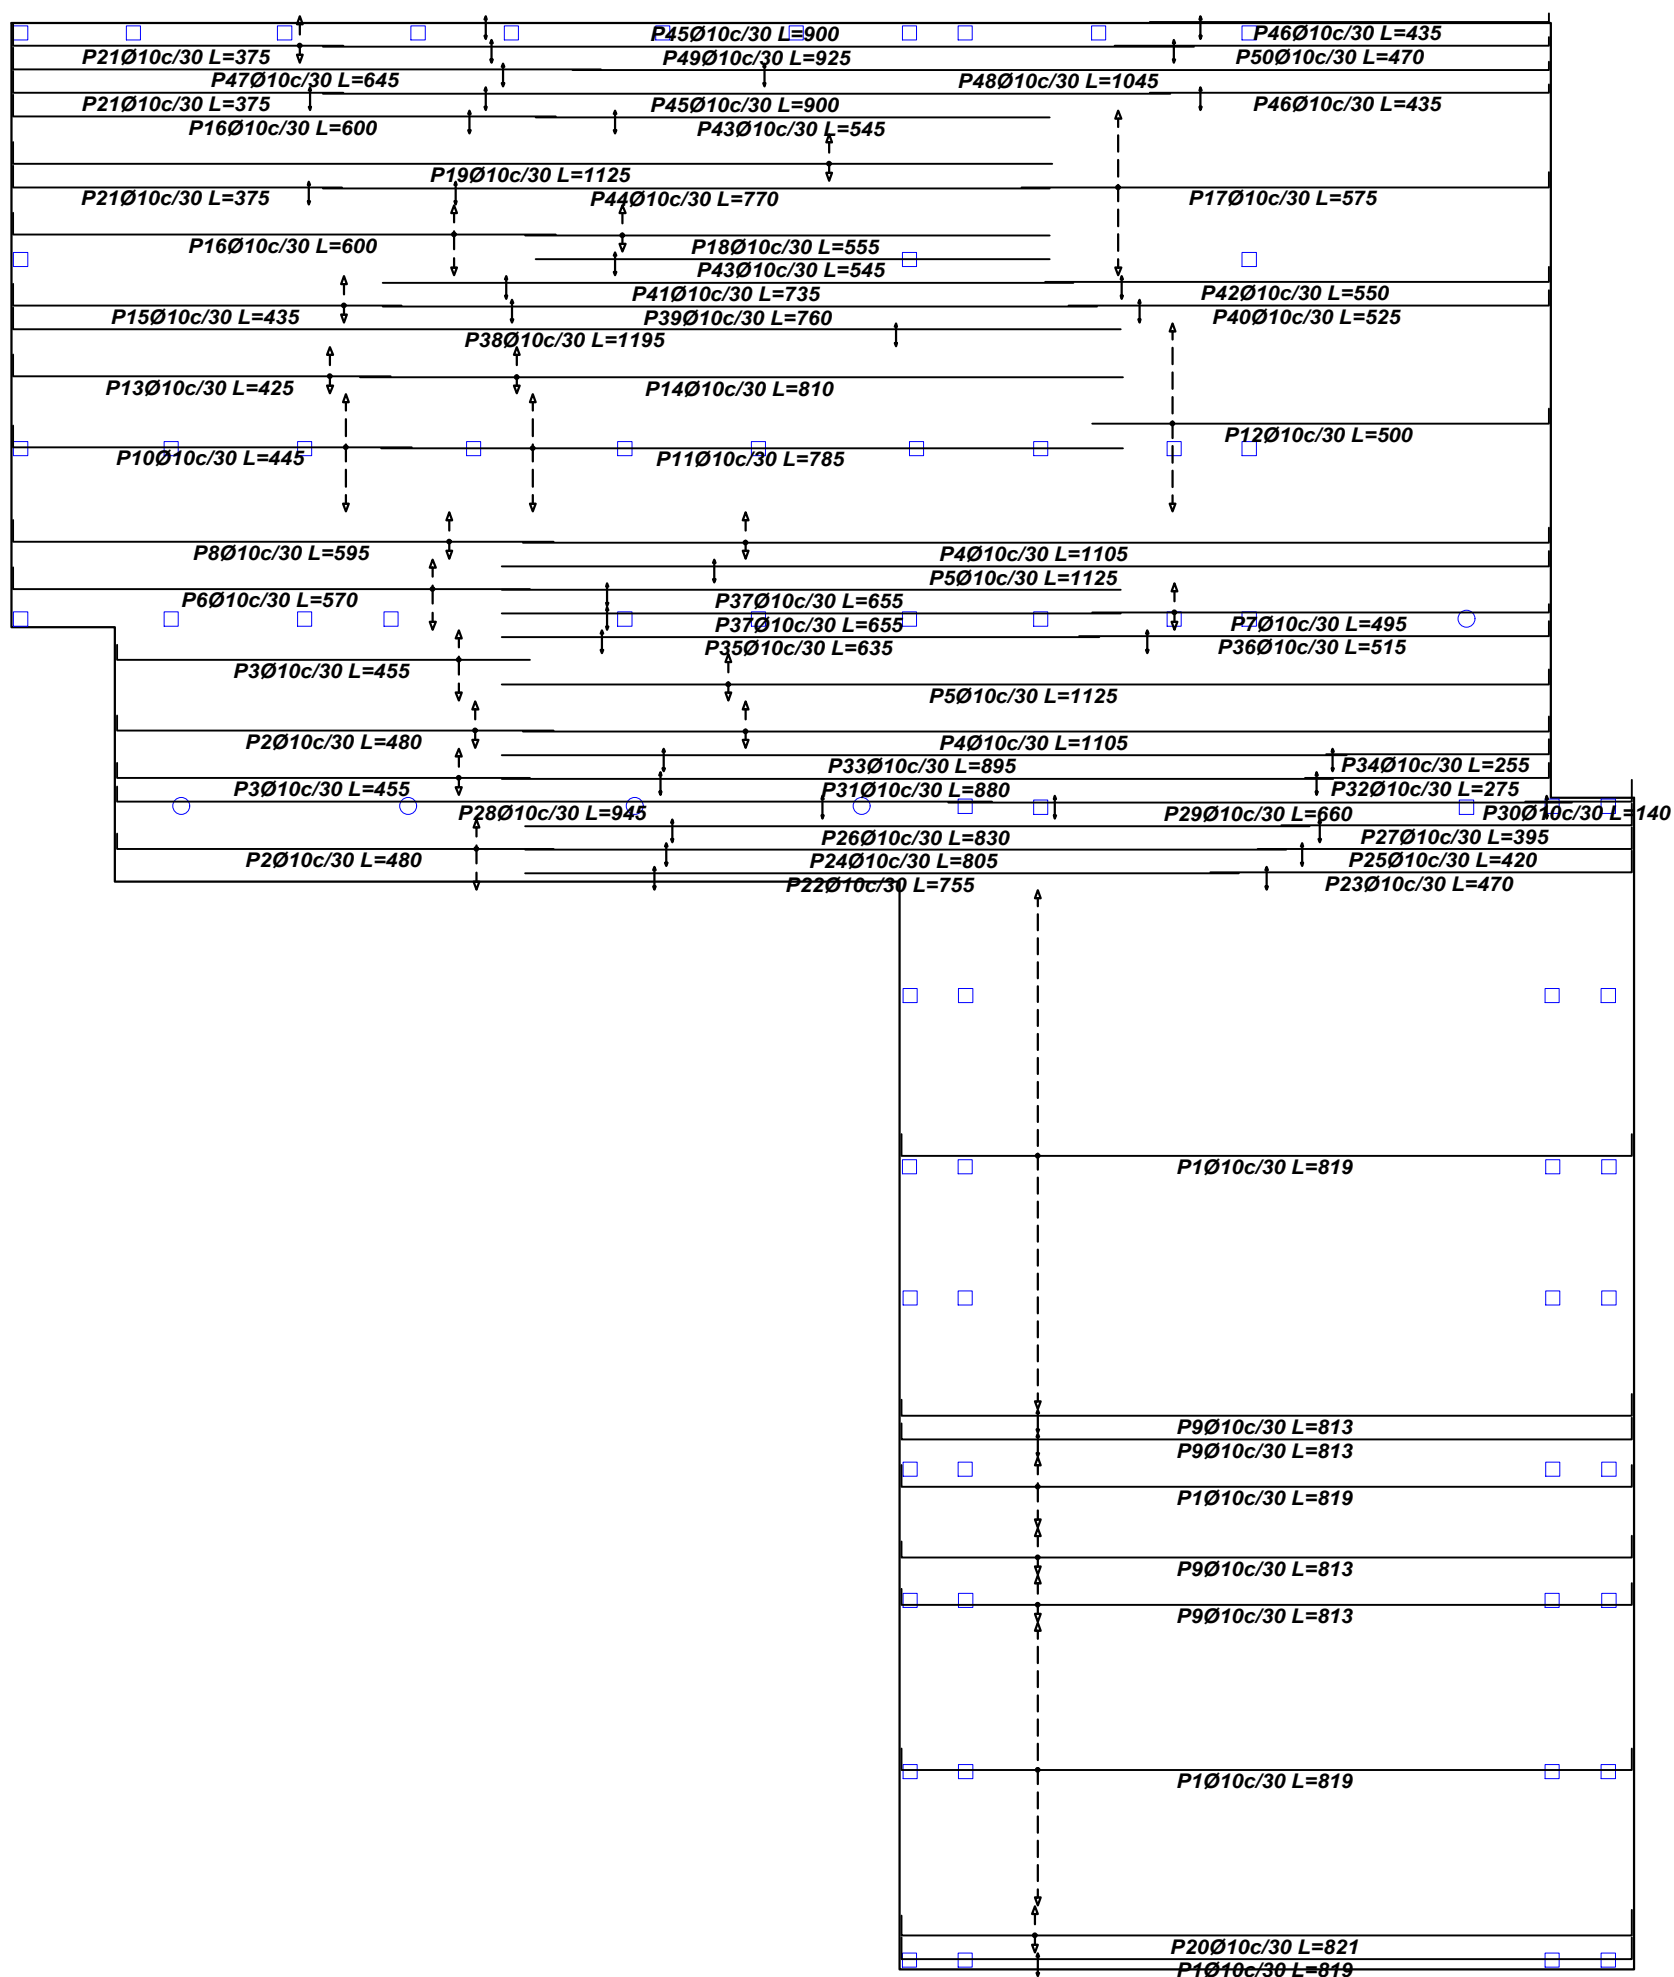 P45Ø10c/30 L=900
P46Ø10c/30 L=435
P21Ø10c/30 L=375
P49Ø10c/30 L=925
P50Ø10c/30 L=470
P47Ø10c/30 L=645
P48Ø10c/30 L=1045
P21Ø10c/30 L=375
P45Ø10c/30 L=900
P46Ø10c/30 L=435
P16Ø10c/30 L=600
P43Ø10c/30 L=545
P19Ø10c/30 L=1125
P21Ø10c/30 L=375
P44Ø10c/30 L=770
P17Ø10c/30 L=575
P16Ø10c/30 L=600
P18Ø10c/30 L=555
P43Ø10c/30 L=545
P41Ø10c/30 L=735
P42Ø10c/30 L=550
P15Ø10c/30 L=435
P39Ø10c/30 L=760
P40Ø10c/30 L=525
P38Ø10c/30 L=1195
P13Ø10c/30 L=425
P14Ø10c/30 L=810
P12Ø10c/30 L=500
P10Ø10c/30 L=445
P11Ø10c/30 L=785
P8Ø10c/30 L=595
P4Ø10c/30 L=1105
P5Ø10c/30 L=1125
P6Ø10c/30 L=570
P37Ø10c/30 L=655
P37Ø10c/30 L=655
P7Ø10c/30 L=495
P35Ø10c/30 L=635
P36Ø10c/30 L=515
P3Ø10c/30 L=455
P5Ø10c/30 L=1125
P2Ø10c/30 L=480
P4Ø10c/30 L=1105
P33Ø10c/30 L=895
P34Ø10c/30 L=255
P3Ø10c/30 L=455
P31Ø10c/30 L=880
P32Ø10c/30 L=275
P28Ø10c/30 L=945
P29Ø10c/30 L=660
P30Ø10c/30 L=140
P26Ø10c/30 L=830
P27Ø10c/30 L=395
P2Ø10c/30 L=480
P24Ø10c/30 L=805
P25Ø10c/30 L=420
P22Ø10c/30 L=755
P23Ø10c/30 L=470
P1Ø10c/30 L=819
P9Ø10c/30 L=813
P9Ø10c/30 L=813
P1Ø10c/30 L=819
P9Ø10c/30 L=813
P9Ø10c/30 L=813
P1Ø10c/30 L=819
P20Ø10c/30 L=821
P1Ø10c/30 L=819